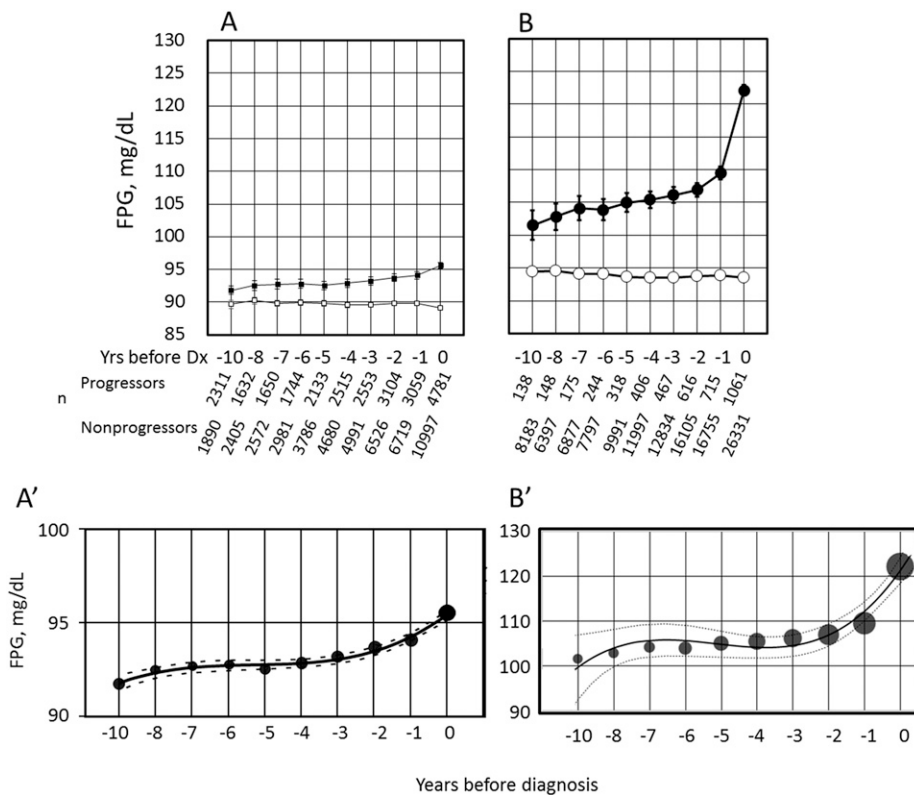 A
B
130
125
120
115
110
105
100
95
90
85
FPG, mg/dL
Yrs before Dx -10 -8 -7 -6 -5 -4 -3 -2 -1 0
-10 -8 -7 -6 -5 -4 -3 -2 -1 0
n
Progressors 2311 1632 1650 1744 2133 2515 2553 3104 3059 4781
138 148 175 244 318 406 467 616 715 1061
Nonprogressors 1890 2405 2572 2981 3786 4680 4991 6526 6719 10997
8183 6397 6877 7797 9991 11997 12834 16105 16755 26331
A'
B'
100
95
90
FPG, mg/dL
-10 -8 -7 -6 -5 -4 -3 -2 -1 0
130
120
110
100
90
-10 -8 -7 -6 -5 -4 -3 -2 -1 0
Years before diagnosis